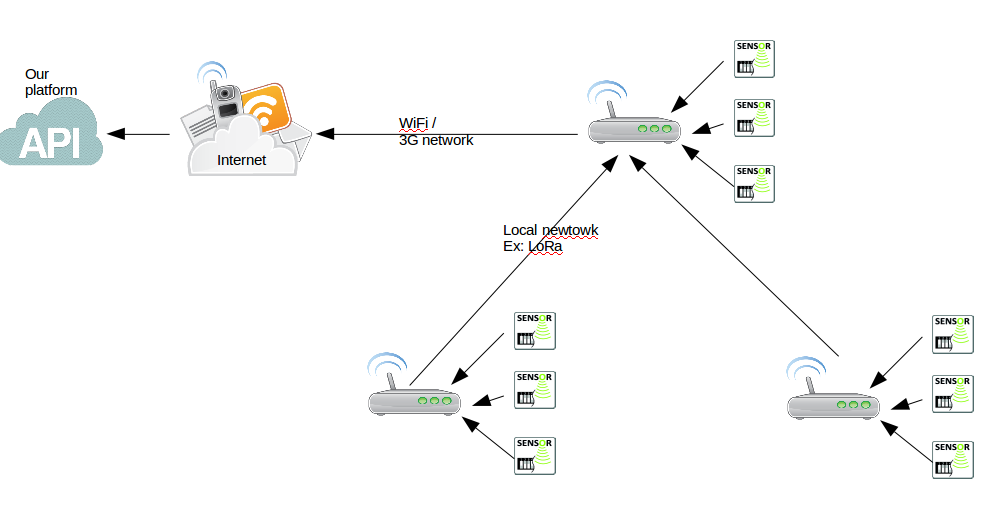 Our
platform
API
Internet
WiFi /
3G network
SENSOR
SENSOR
SENSOR
Local newtowk
Ex: LoRa
SENSOR
SENSOR
SENSOR
SENSOR
SENSOR
SENSOR